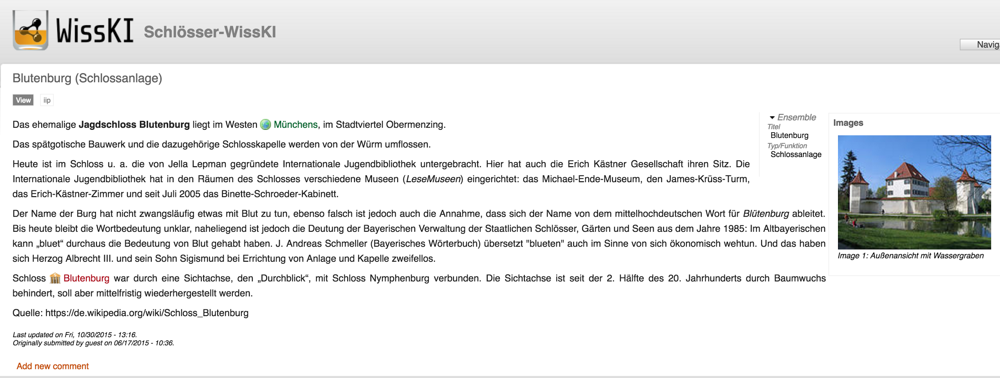 WissKI Schlösser-WissKI
Blutenburg (Schlossanlage)
View iip
Das ehemalige Jagdschloss Blutenburg liegt im Westen Münchens, im Stadtviertel Obermenzing.
Das spätgotische Bauwerk und die dazugehörige Schlosskapelle werden von der Würm umflossen.
Heute ist im Schloss u. a. die von Jella Lepman gegründete Internationale Jugendbibliothek untergebracht. Hier hat auch die Erich Kästner Gesellschaft ihren Sitz. Die
Internationale Jugendbibliothek hat in den Räumen des Schlosses verschiedene Museen (LeseMuseen) eingerichtet: das Michael-Ende-Museum, den James-Krüss-Turm,
das Erich-Kästner-Zimmer und seit Juli 2005 das Binette-Schroeder-Kabinett.
Der Name der Burg hat nicht zwangsläufig etwas mit Blut zu tun, ebenso falsch ist jedoch auch die Annahme, dass sich der Name von dem mittelhochdeutschen Wort für Blütenburg ableitet.
Bis heute bleibt die Wortbedeutung unklar, naheliegend ist jedoch die Deutung der Bayerischen Verwaltung der Staatlichen Schlösser, Gärten und Seen aus dem Jahre 1985: Im Altbayerischen
kann „bluet“ durchaus die Bedeutung von Blut gehabt haben. J. Andreas Schmeller (Bayerisches Wörterbuch) übersetzt "blueten" auch im Sinne von sich ökonomisch wehtun. Und das haben
sich Herzog Albrecht III. und sein Sohn Sigismund bei Errichtung von Anlage und Kapelle zweifellos.
Schloss Blutenburg war durch eine Sichtachse, den „Durchblick“, mit Schloss Nymphenburg verbunden. Die Sichtachse ist seit der 2. Hälfte des 20. Jahrhunderts durch Baumwuchs
behindert, soll aber mittelfristig wiederhergestellt werden.
Quelle: https://de.wikipedia.org/wiki/Schloss_Blutenburg
Last updated on Fri, 10/30/2015 - 13:16.
Originally submitted by guest on 06/17/2015 - 10:36.
Add new comment
Ensemble
Titel
Blutenburg
Typ/Funktion
Schlossanlage
Images
Image 1: Außenansicht mit Wassergraben